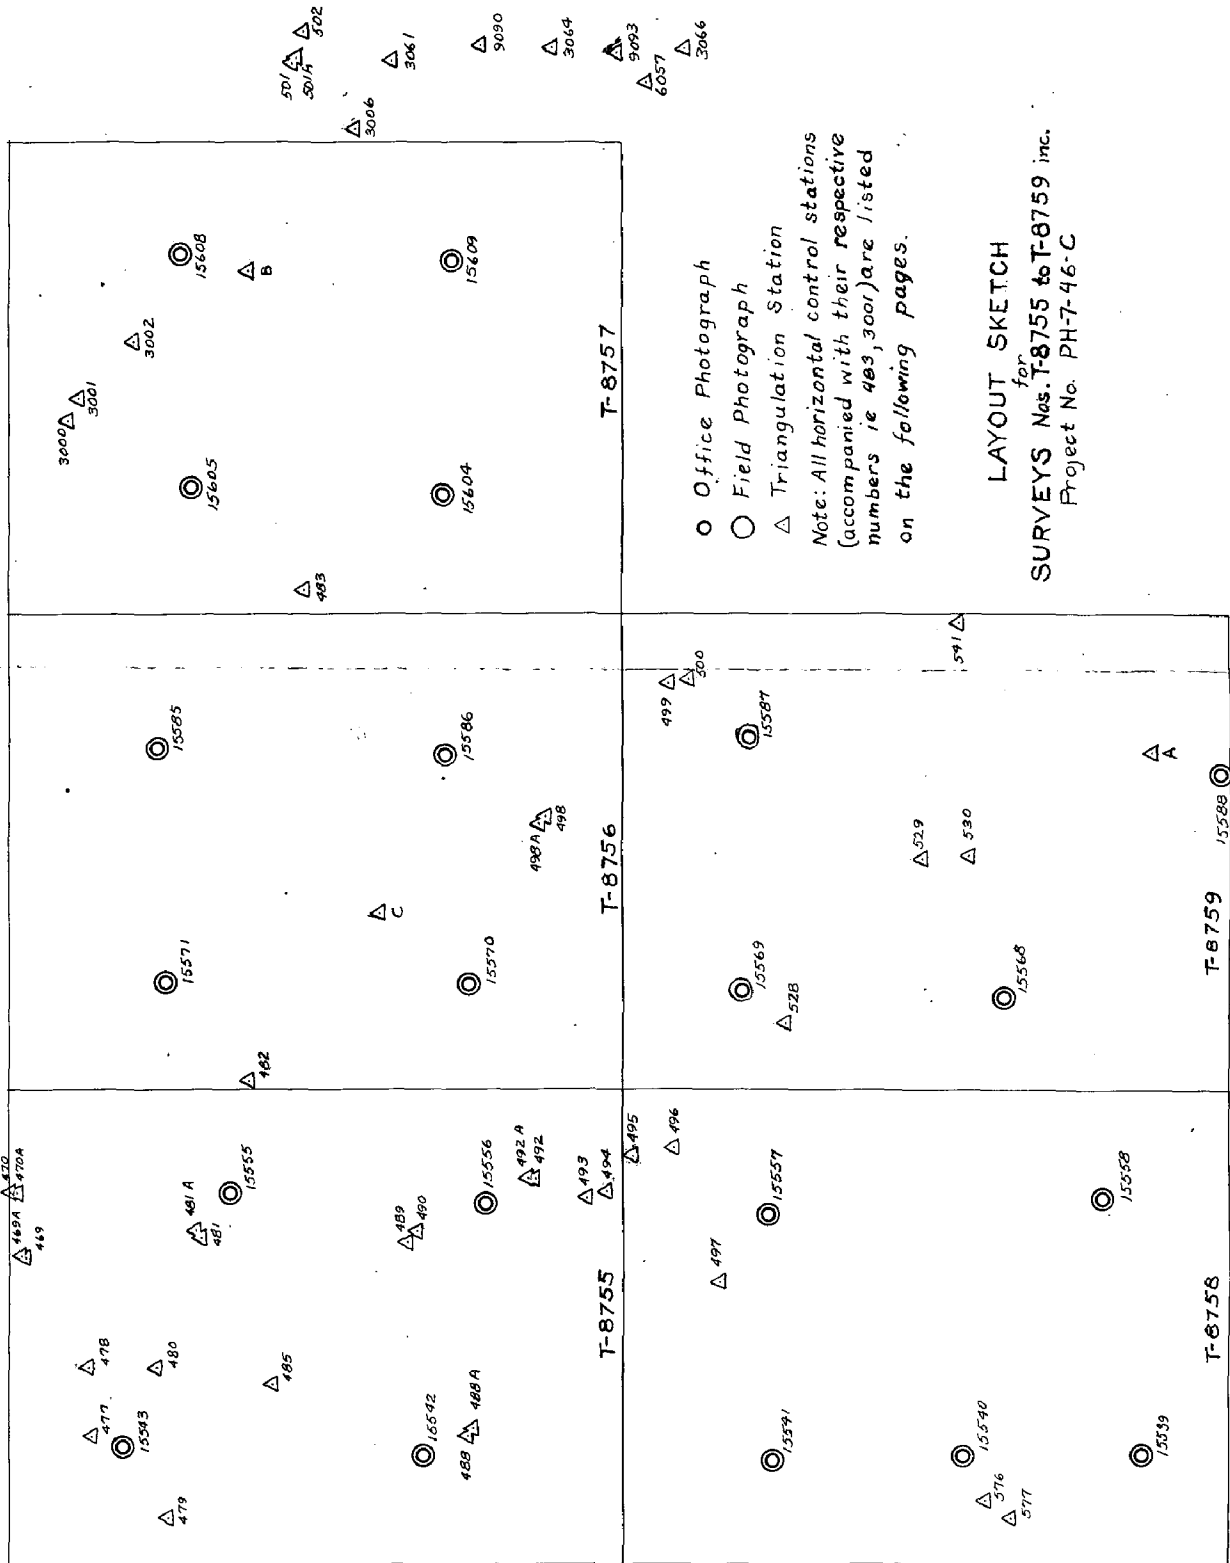 470
470A
469A
469
478
477
15543
480
479
481A
481
15555
485
489
490
15542
488
488A
15556
492A
492
493
494
T-8755
482
15571
15585
C
15570
15586
498A
498
T-8756
3000
3001
3002
15605
15608
B
483
15604
15609
T-8757
501
501A
502
3006
3061
9090
3064
9093
6057
3066
495
496
497
15557
15541
15540
576
577
15558
15539
T-8758
499
500
15587
15569
528
529
530
541
15568
A
15588
T-8759
Office Photograph
Field Photograph
Triangulation Station
Note: All horizontal control stations
(accompanied with their respective
numbers ie 483, 3001) are listed
on the following pages.
LAYOUT SKETCH
for
SURVEYS Nos. T-8755 to T-8759 inc.
Project No. PH-7-46-C